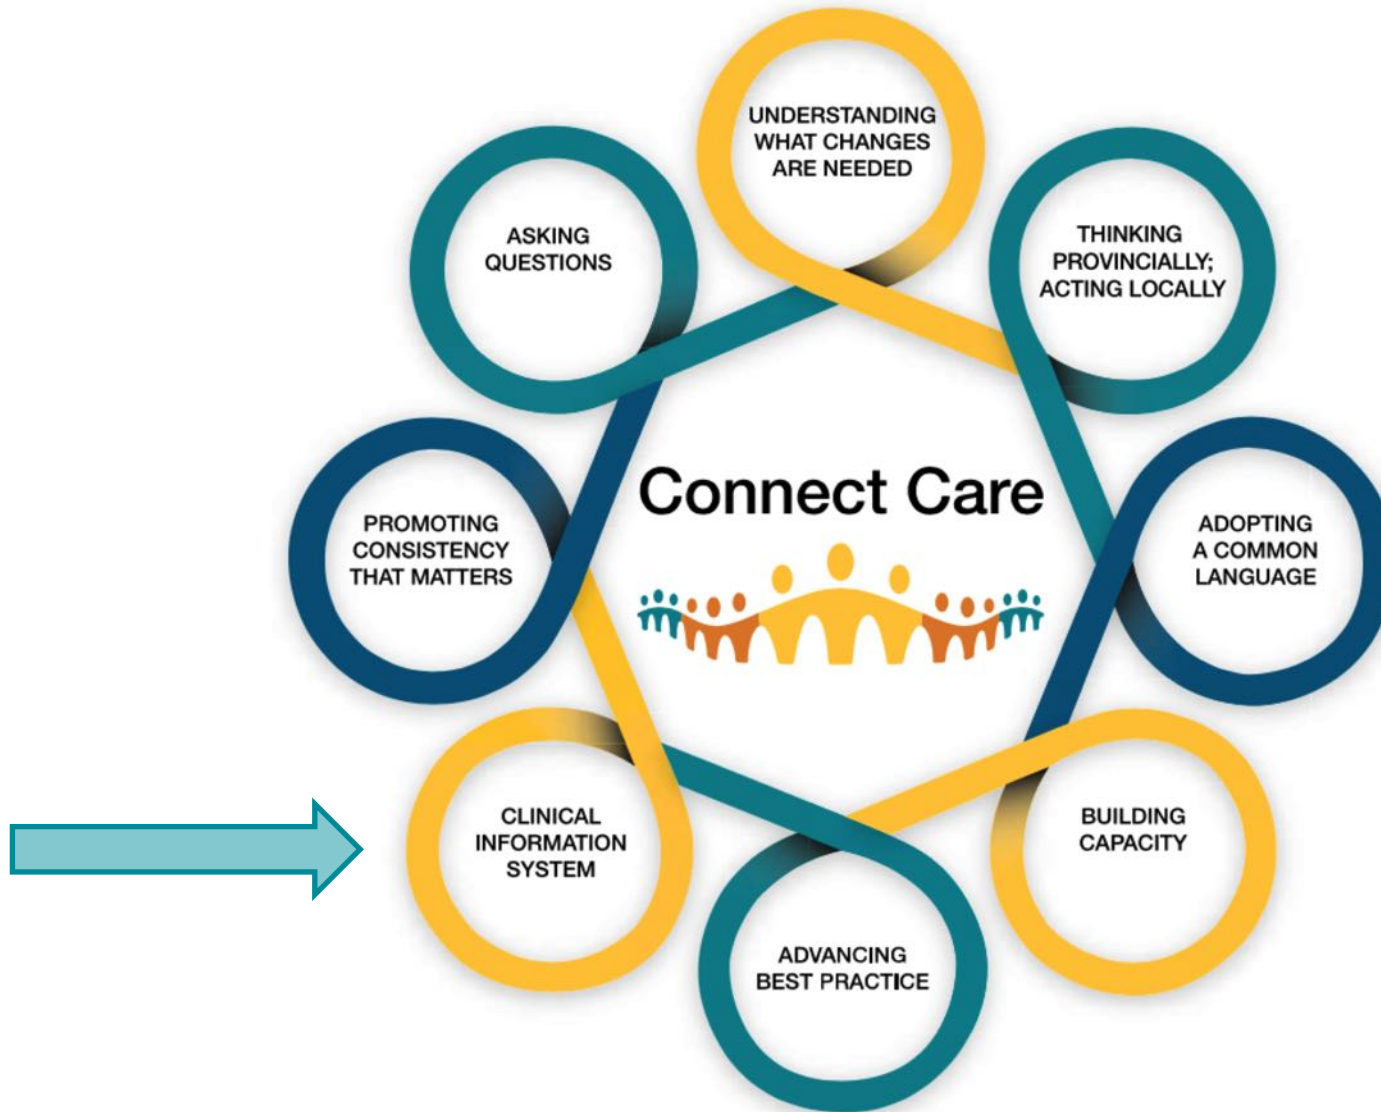 UNDERSTANDING
WHAT CHANGES
ARE NEEDED
THINKING
PROVINCIALLY;
ACTING LOCALLY
ADOPTING
A COMMON
LANGUAGE
BUILDING
CAPACITY
ADVANCING
BEST PRACTICE
CLINICAL
INFORMATION
SYSTEM
PROMOTING
CONSISTENCY
THAT MATTERS
ASKING
QUESTIONS
Connect Care